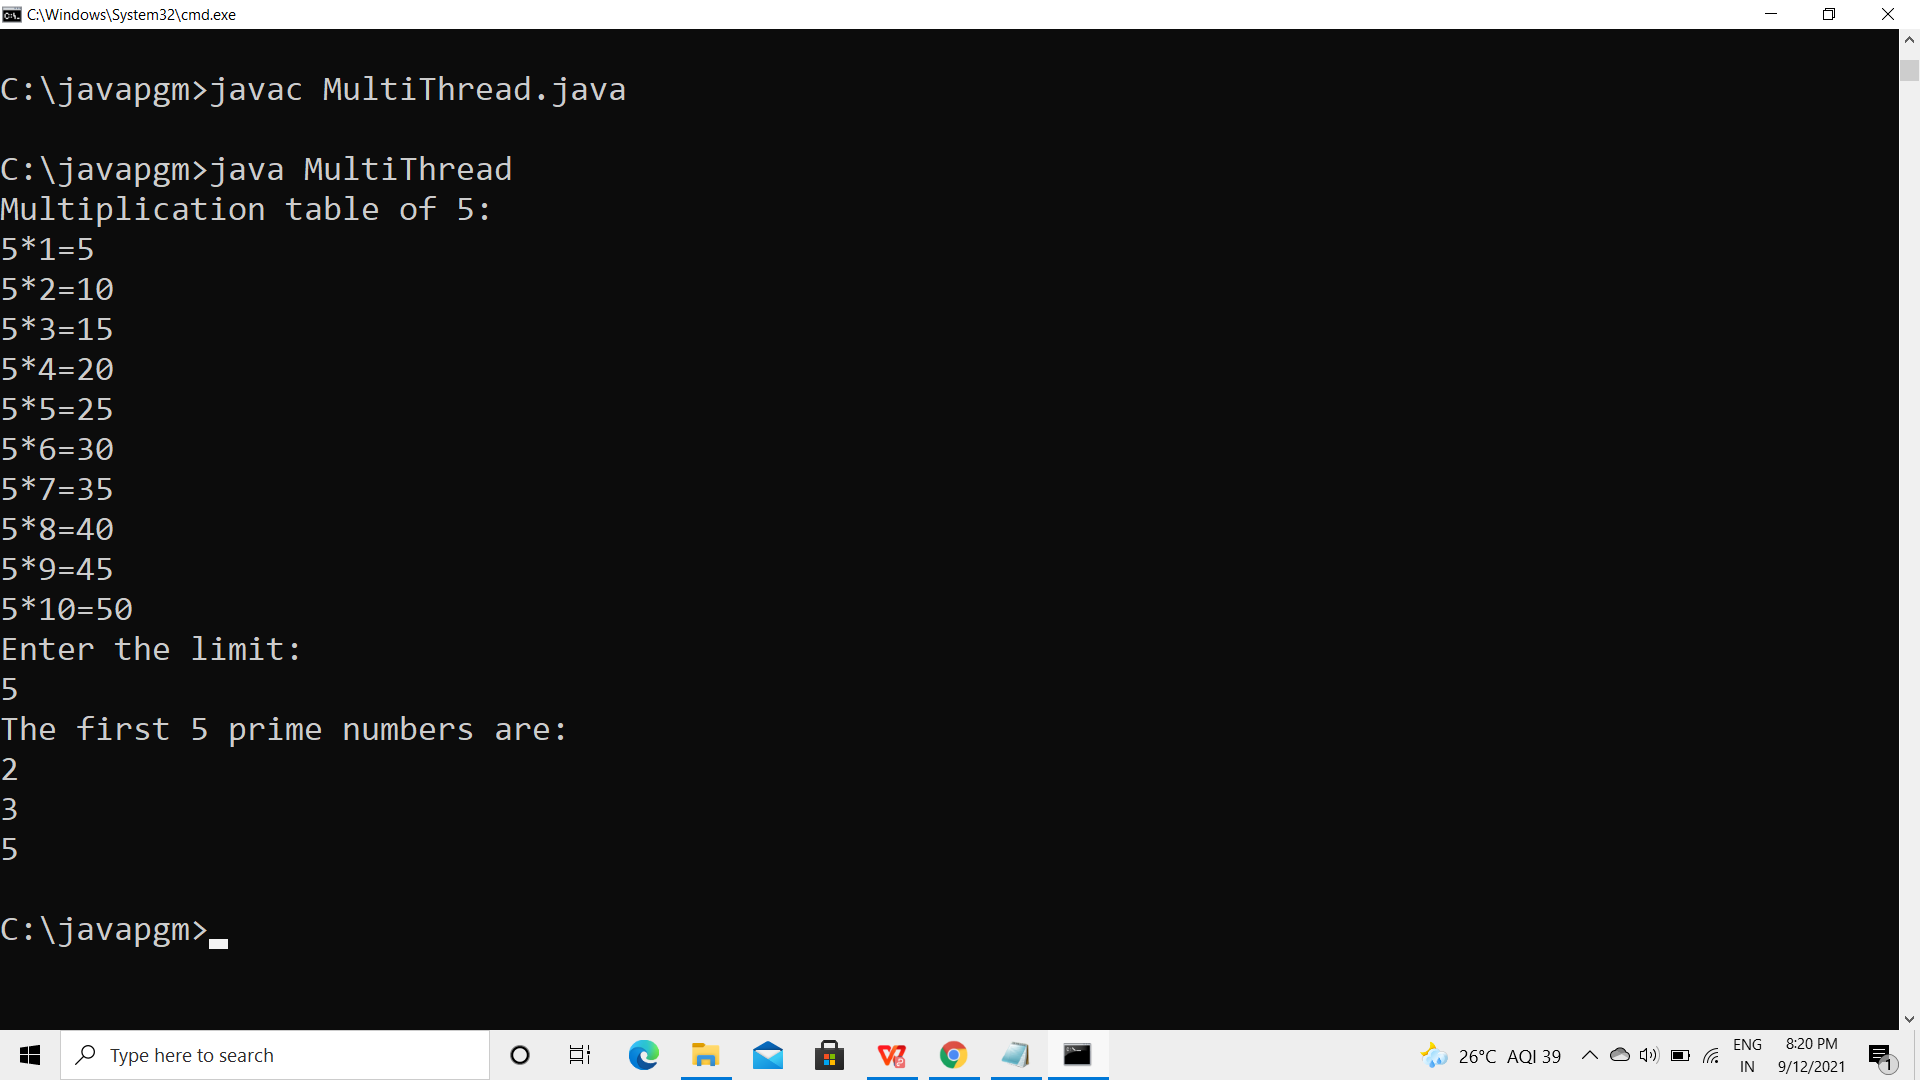 C:\Windows\System32\cmd.exe
C:\javapgm>javac MultiThread.java
C:\javapgm>java MultiThread
Multiplication table of 5:
5*1=5
5*2=10
5*3=15
5*4=20
5*5=25
5*6=30
5*7=35
5*8=40
5*9=45
5*10=50
Enter the limit:
5
The first 5 prime numbers are:
2
3
5
C:\javapgm>
Type here to search
26°C AQI 39
ENG
IN
8:20 PM
9/12/2021
1